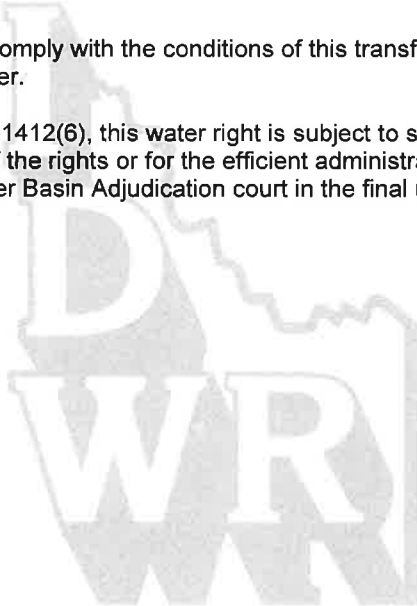 omply with the conditions of this transf
er.
1412(6), this water right is subject to s
the rights or for the efficient administra
er Basin Adjudication court in the final
I
D
WR